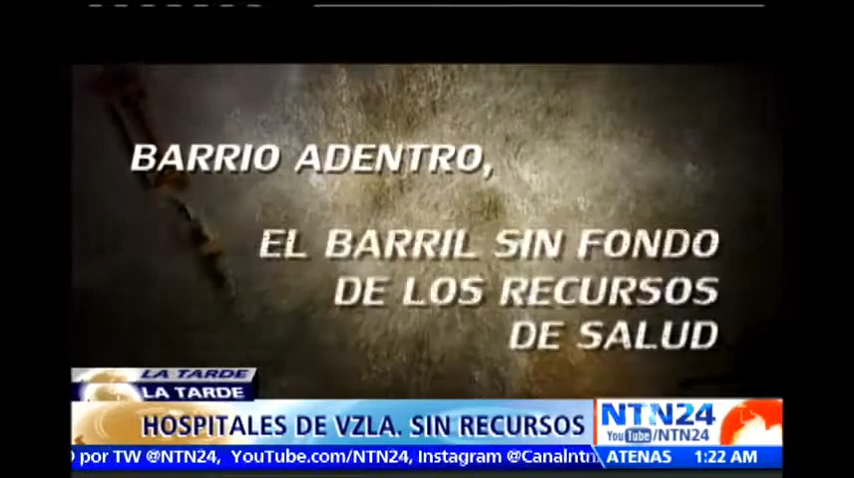 BARRIO ADENTRO,
EL BARRIL SIN FONDO
DE LOS RECURSOS
DE SALUD
LA TARDE
LA TARDE
HOSPITALES DE VZLA. SIN RECURSOS
NTN24
YouTube/NTN24
por TW @NTN24, YouTube.com/NTN24, Instagram @Canalntn
ATENAS 1:22 AM